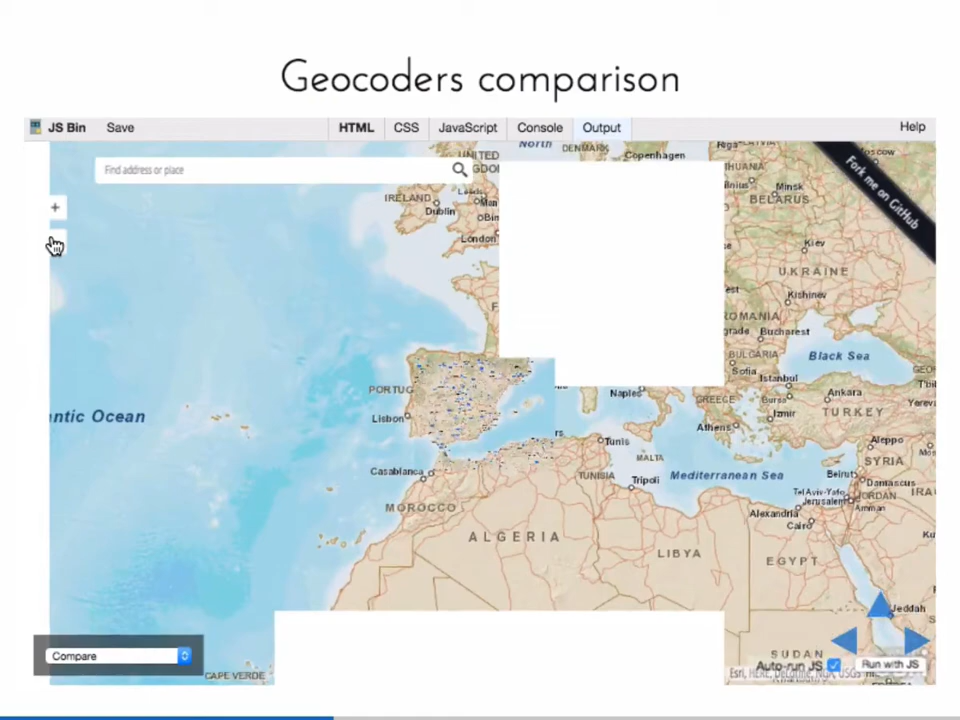 Geocoders comparison
JS Bin Save HTML CSS JavaScript Console Output Help
North DENMARK Copenhagen
Find address or place
Fork me on GitHub
Minsk
BELARUS
IRELAND
Dublin
London
Kiev
UKRAINE
Kishinev
Bucharest
BULGARIA
Sofia
Black Sea
Istanbul
Naples
Lisbon
GREECE
Ankara
TURKEY
Izmir
Athens
Aleppo
SYRIA
Tunis
MALTA
Casablanca
TUNISIA
Tripoli
Mediterranean Sea
Beirut
Damascus
Tel Aviv-Yafo
Jerusalem
Amman
MOROCCO
Alexandria
Cairo
ALGERIA
LIBYA
EGYPT
Jeddah
SUDAN
Compare
Auto-run JS Run with JS
CAPE VERDE